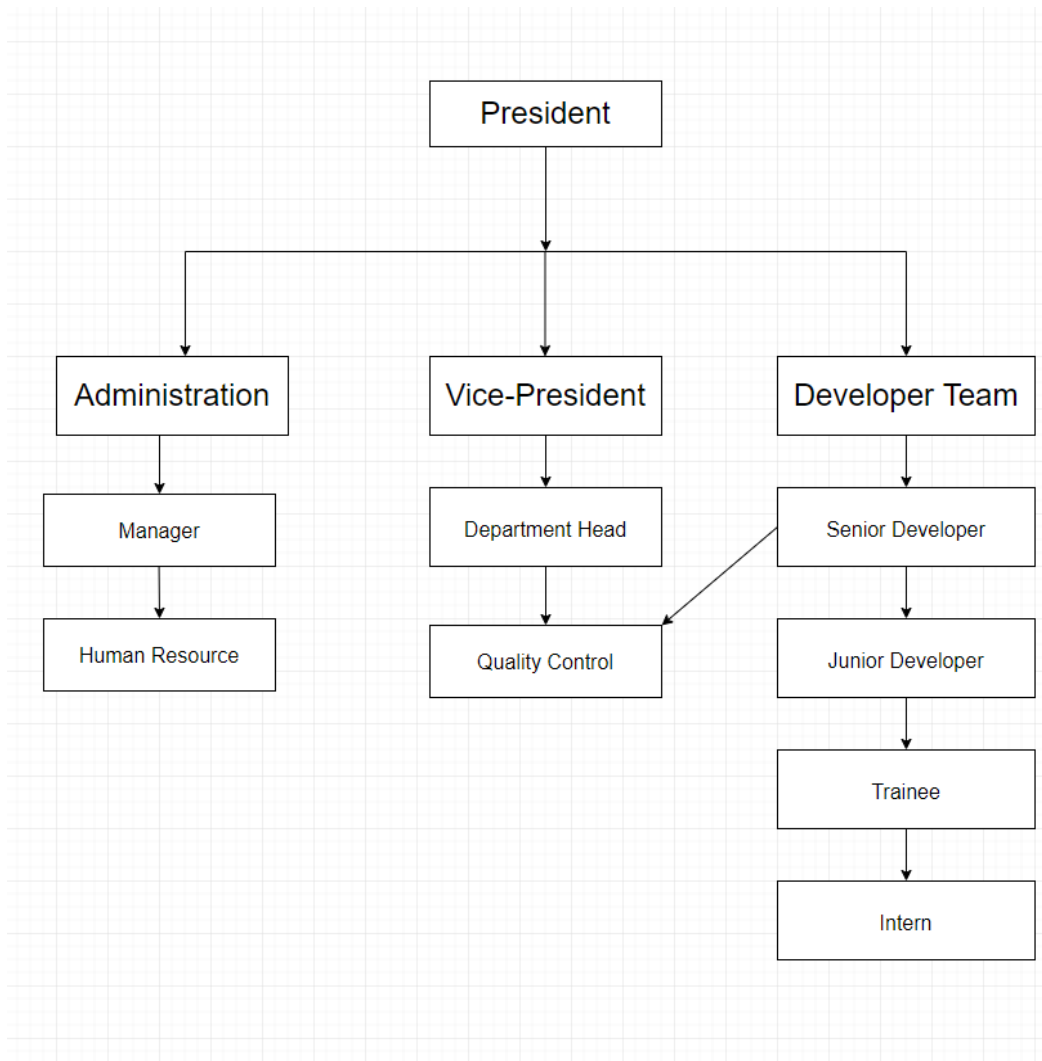 President
Administration
Vice-President
Developer Team
Manager
Department Head
Senior Developer
Human Resource
Quality Control
Junior Developer
Trainee
Intern